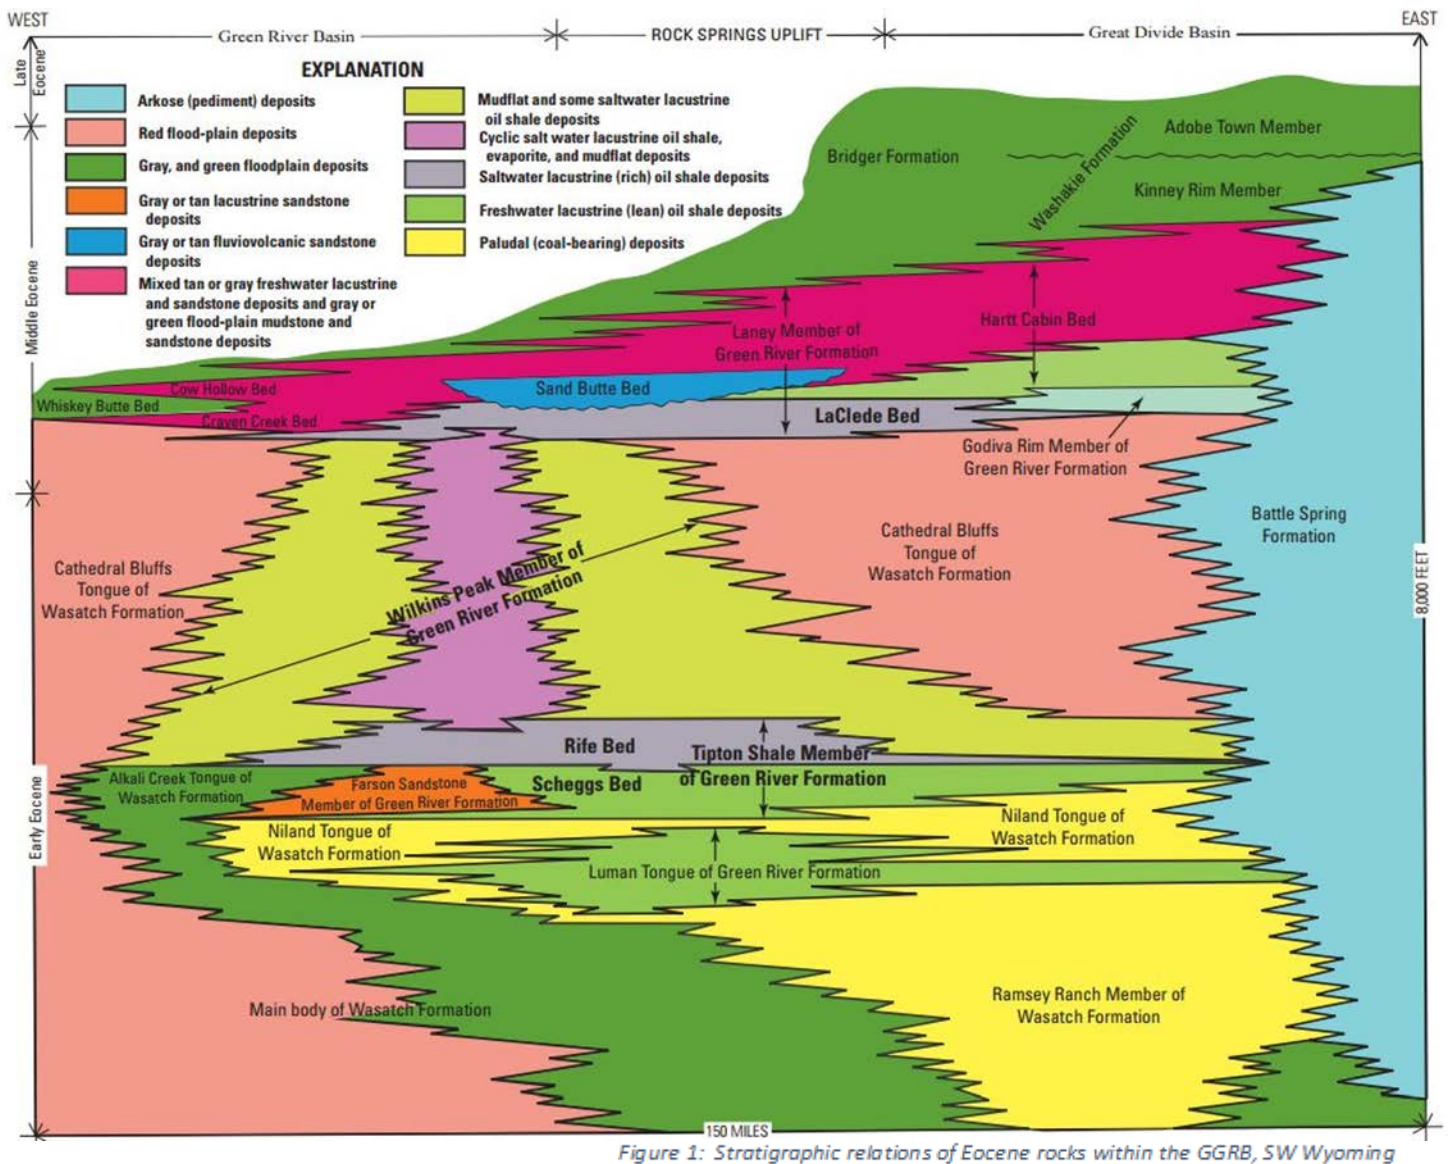 WEST
EAST
Green River Basin
ROCK SPRINGS UPLIFT
Great Divide Basin
Late
Eocene
Middle Eocene
Early Eocene
EXPLANATION
Arkose (pediment) deposits
Red flood-plain deposits
Gray, and green floodplain deposits
Gray or tan lacustrine sandstone
deposits
Gray or tan fluviovolcanic sandstone
deposits
Mixed tan or gray freshwater lacustrine
and sandstone deposits and gray or
green flood-plain mudstone and
sandstone deposits
Mudflat and some saltwater lacustrine
oil shale deposits
Cyclic salt water lacustrine oil shale,
evaporite, and mudflat deposits
Saltwater lacustrine (rich) oil shale deposits
Freshwater lacustrine (lean) oil shale deposits
Paludal (coal-bearing) deposits
Bridger Formation
Washakie Formation
Adobe Town Member
Kinney Rim Member
Laney Member of
Green River Formation
Hartt Cabin Bed
Cow Hollow Bed
Whiskey Butte Bed
Craven Creek Bed
Sand Butte Bed
LaClede Bed
Godiva Rim Member of
Green River Formation
Battle Spring
Formation
Cathedral Bluffs
Tongue of
Wasatch Formation
Wilkins Peak Member of
Green River Formation
Cathedral Bluffs
Tongue of
Wasatch Formation
8,000 FEET
Rife Bed
Tipton Shale Member
of Green River Formation
Scheggs Bed
Alkali Creek Tongue of
Wasatch Formation
Farson Sandstone
Member of Green River Formation
Niland Tongue of
Wasatch Formation
Niland Tongue of
Wasatch Formation
Luman Tongue of Green River Formation
Main body of Wasatch Formation
Ramsey Ranch Member of
Wasatch Formation
150 MILES
Figure 1: Stratigraphic relations of Eocene rocks within the GGRB, SW Wyoming